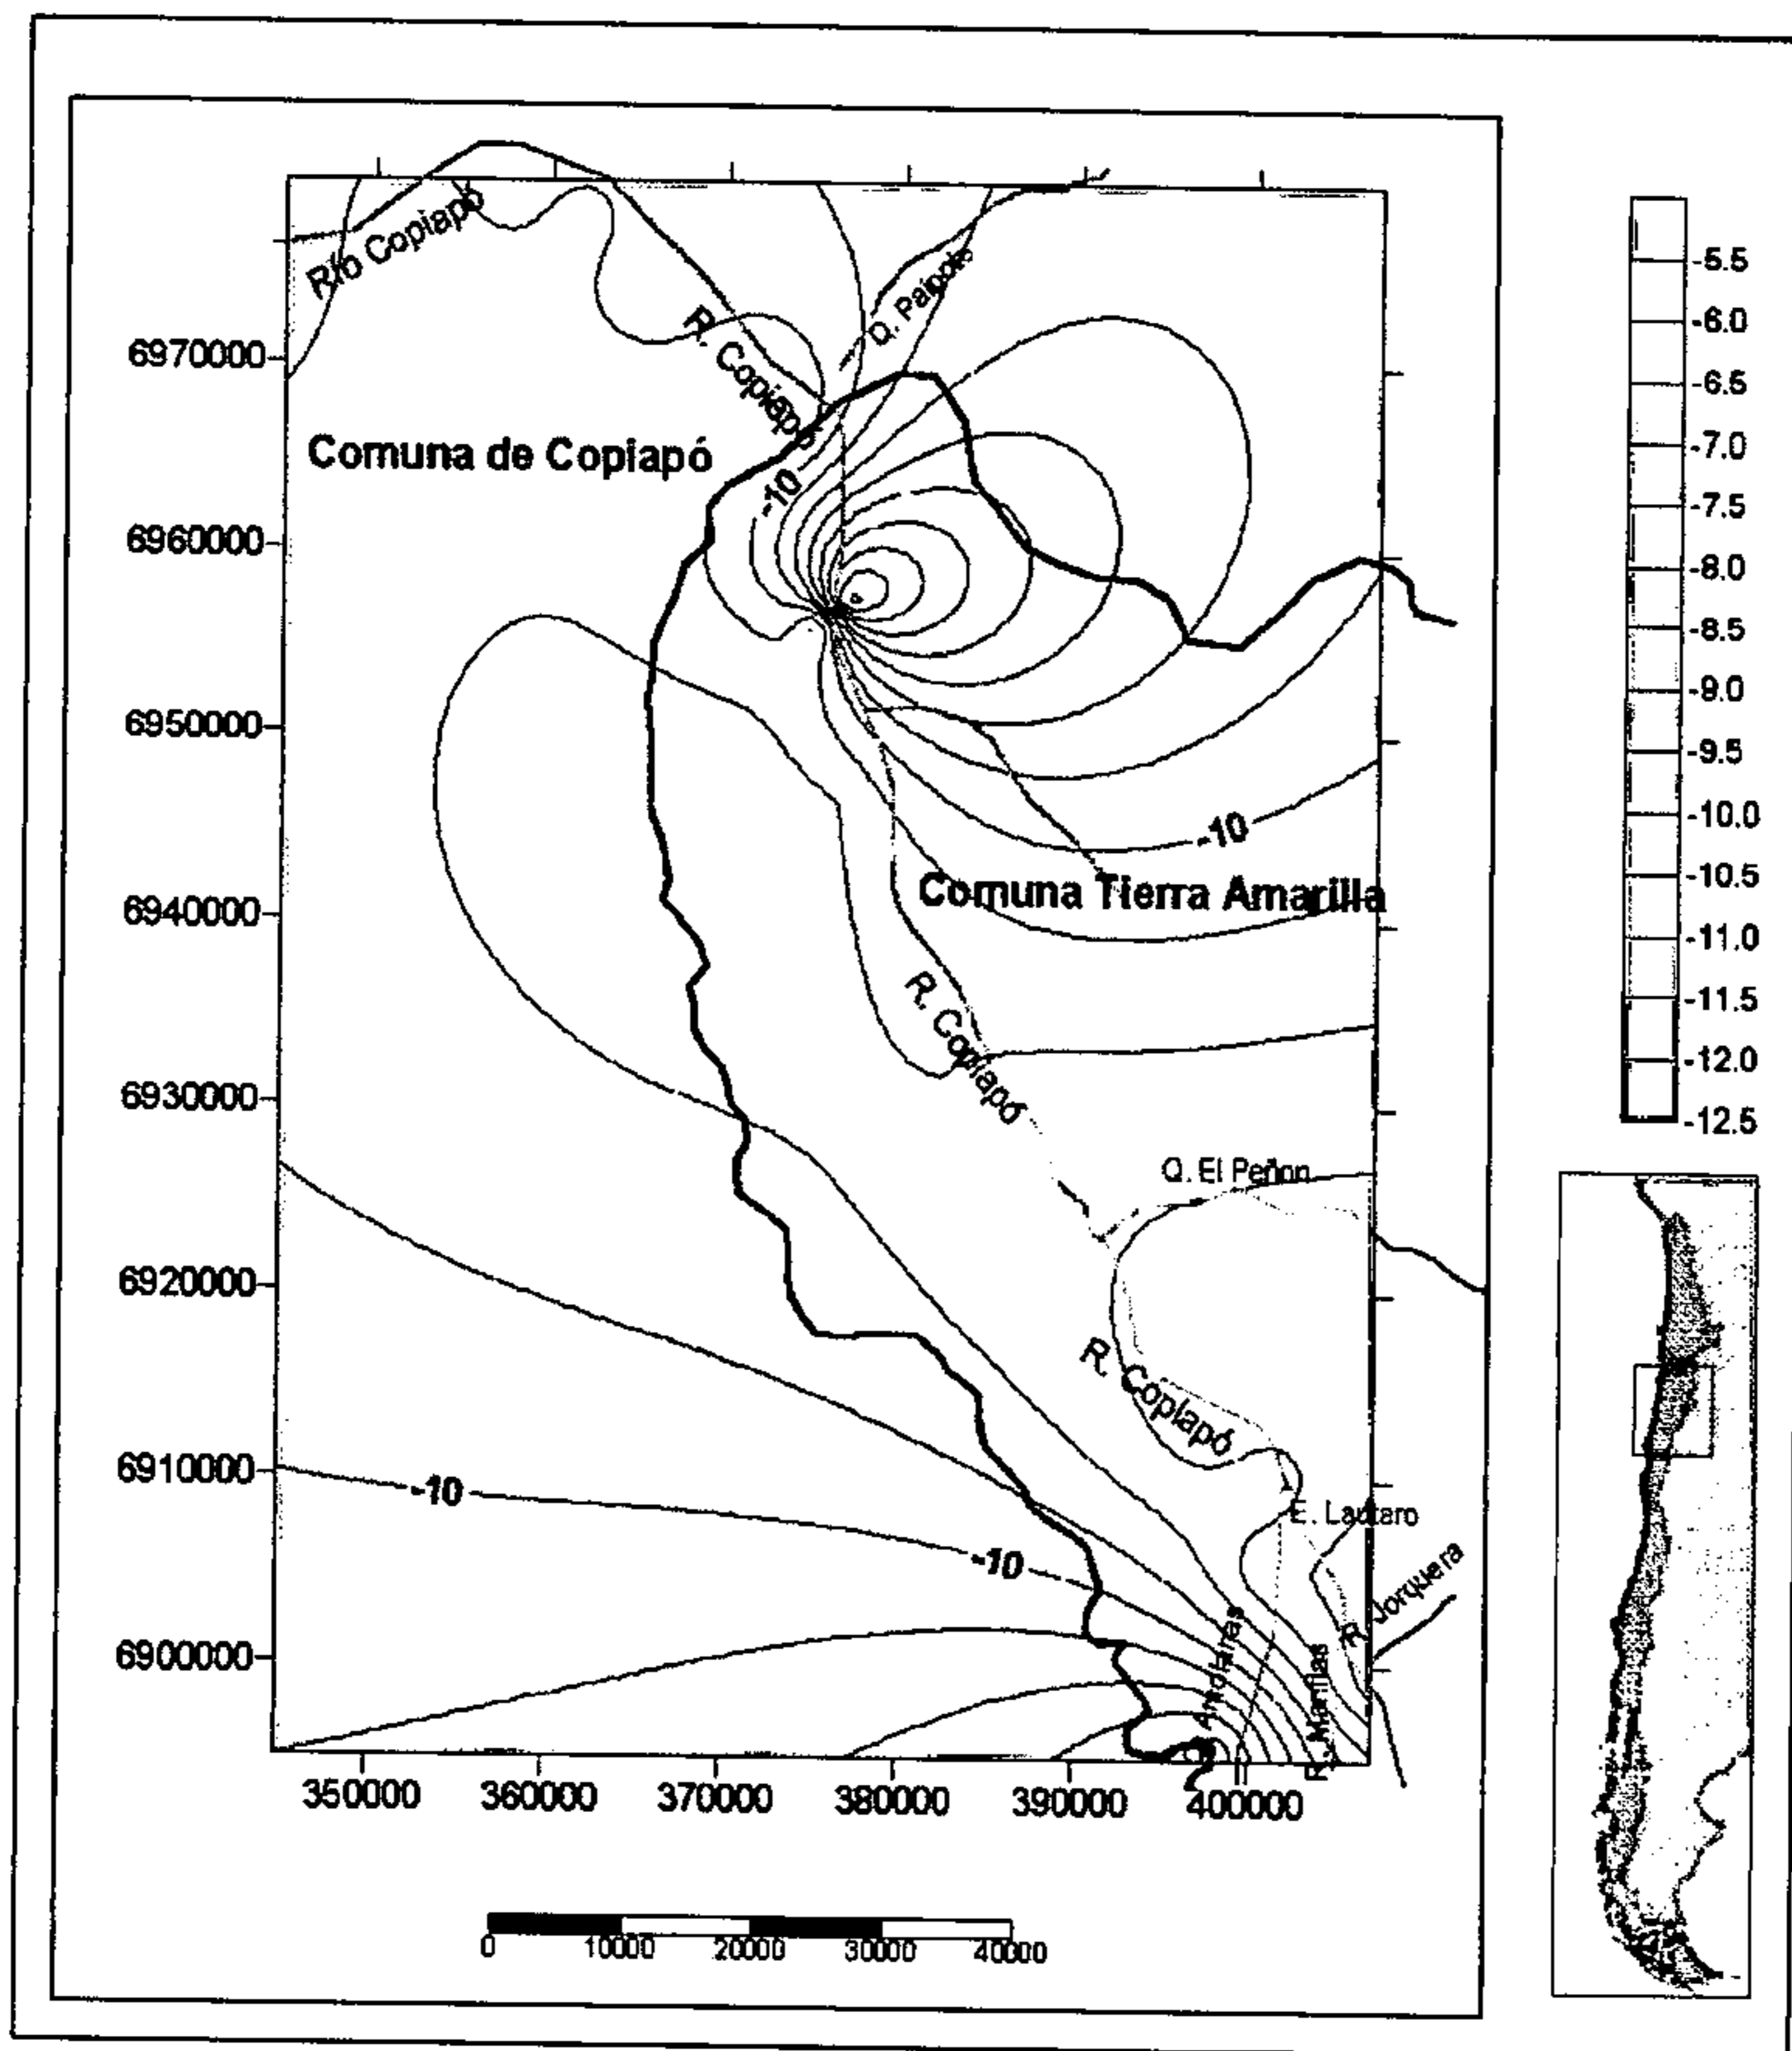 Río Copiapó
R. Copiapó
Q. Paipote
Comuna de Copiapó
-10
-10
Comuna Tierra Amarilla
R. Copiapó
Q. El Peñon
R. Copiapó
E. Lautaro
-10
-10
R. Jorquera
R. Manflas
6970000
6960000
6950000
6940000
6930000
6920000
6910000
6900000
350000 360000 370000 380000 390000 400000
0 10000 20000 30000 40000
-5.5
-6.0
-6.5
-7.0
-7.5
-8.0
-8.5
-9.0
-9.5
-10.0
-10.5
-11.0
-11.5
-12.0
-12.5